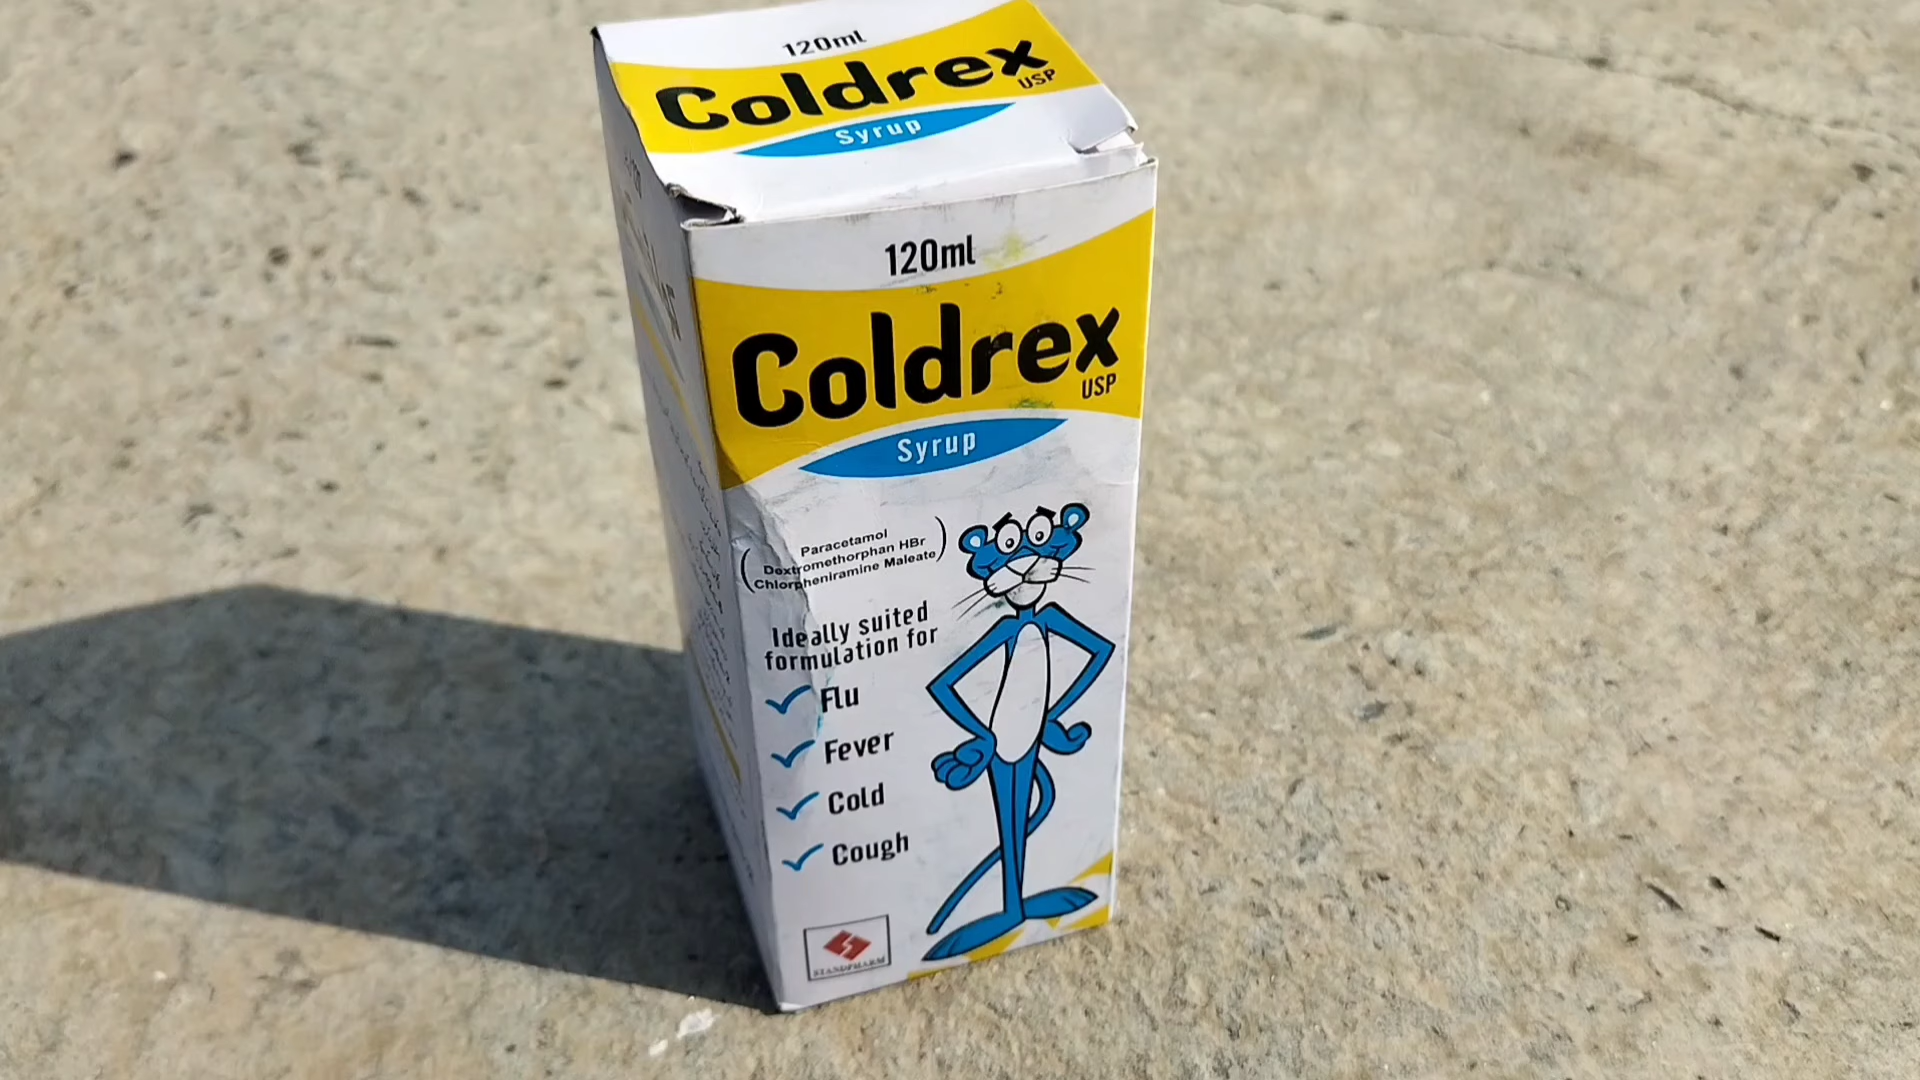 120ml
Coldrex
USP
Syrup
120ml
Coldrex
USP
Syrup
(Paracetamol
Dextromethorphan HBr
Chlorpheniramine Maleate)
Ideally suited
formulation for
Flu
Fever
Cold
Cough
STANDPHARM